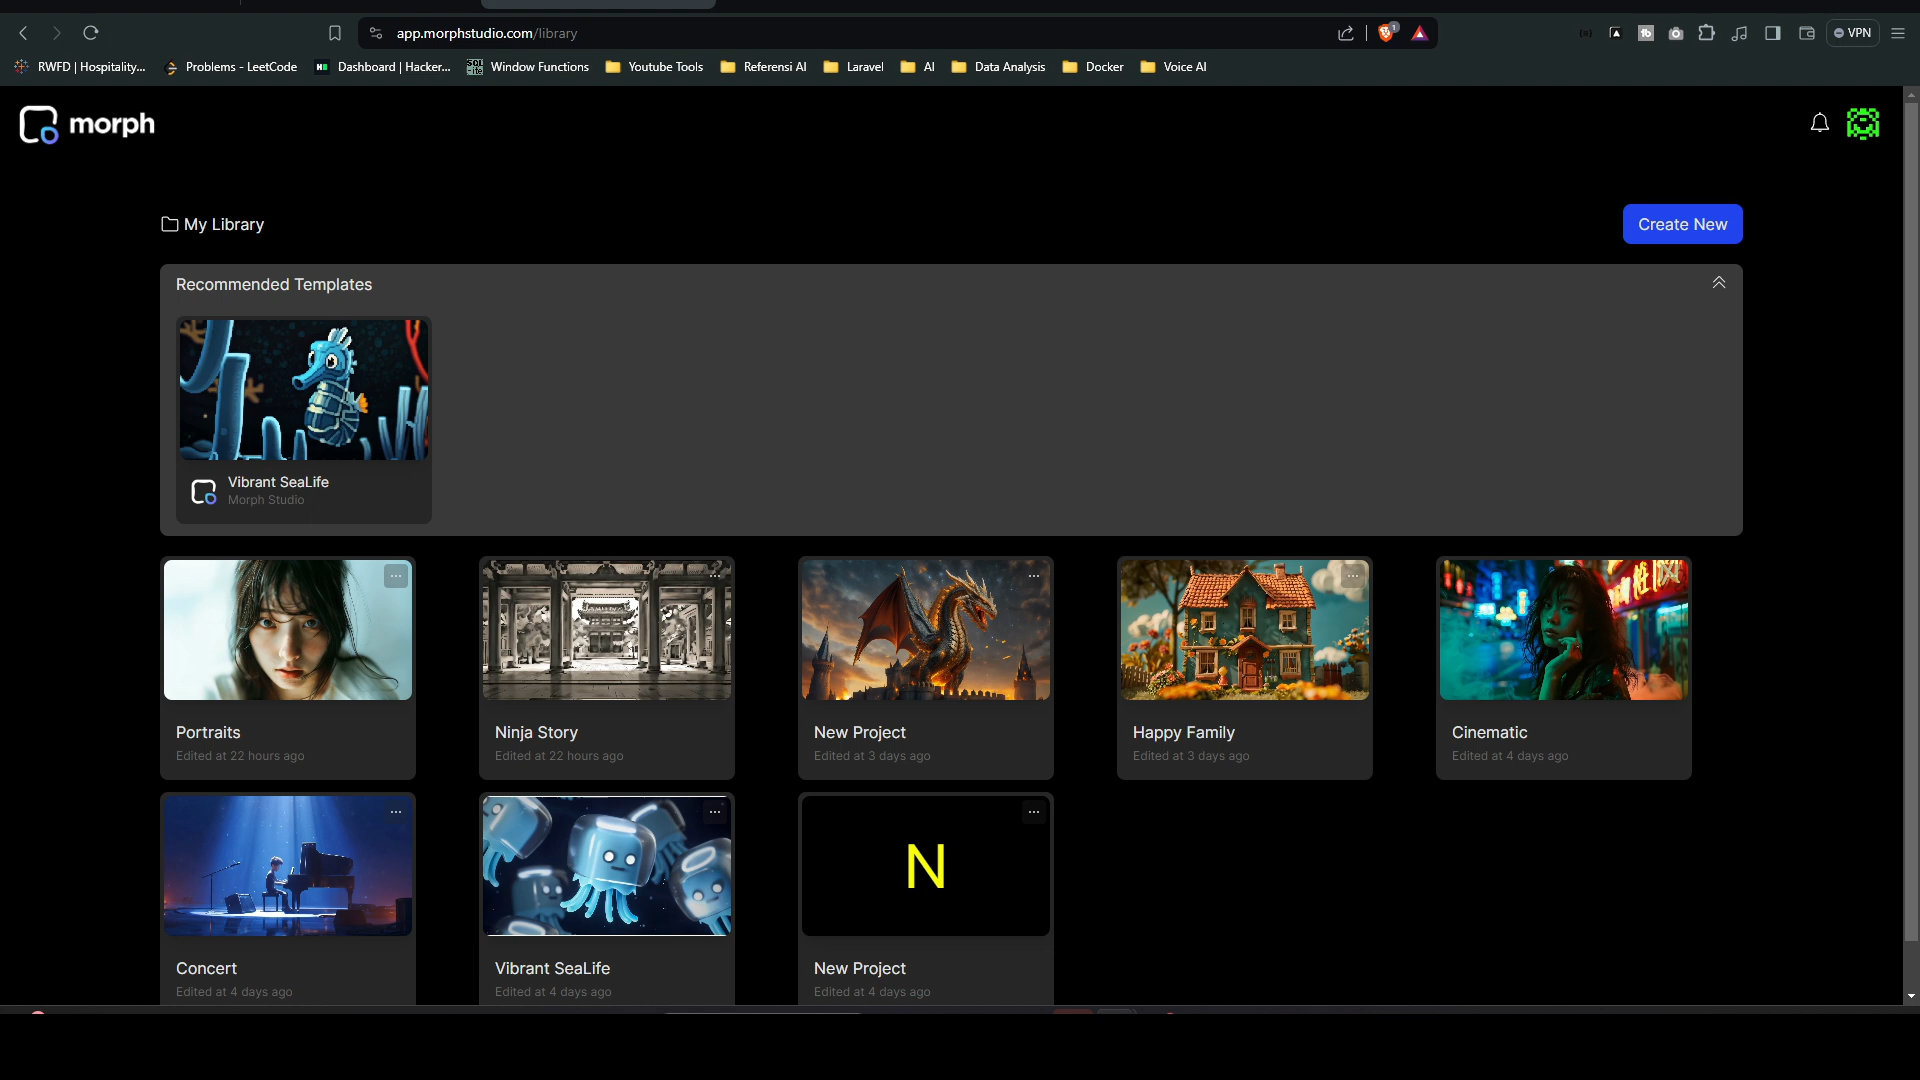 app.morphstudio.com/library
1
VPN
RWFD | Hospitality...
Problems - LeetCode
Dashboard | Hacker...
Window Functions
Youtube Tools
Referensi AI
Laravel
AI
Data Analysis
Docker
Voice AI
morph
My Library
Create New
Recommended Templates
Vibrant SeaLife
Morph Studio
Portraits
Edited at 22 hours ago
Ninja Story
Edited at 22 hours ago
New Project
Edited at 3 days ago
Happy Family
Edited at 3 days ago
Cinematic
Edited at 4 days ago
N
Concert
Edited at 4 days ago
Vibrant SeaLife
Edited at 4 days ago
New Project
Edited at 4 days ago